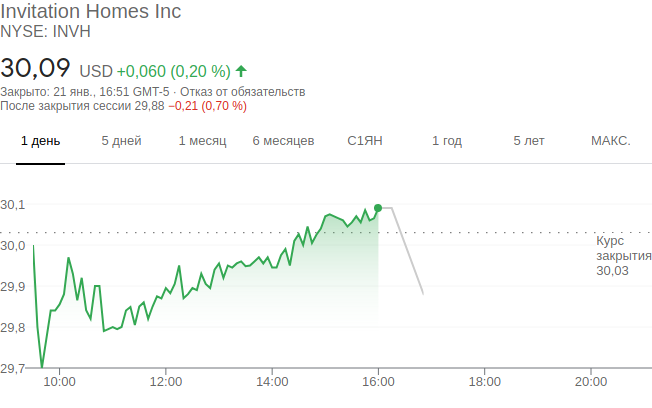 Invitation Homes Inc
NYSE: INVH
30,09 USD +0,060 (0,20 %)
Закрыто: 21 янв., 16:51 GMT-5 · Отказ от обязательств
После закрытия сессии 29,88 −0,21 (0,70 %)
1 день 5 дней 1 месяц 6 месяцев С1ЯН 1 год 5 лет МАКС.
30,1
30,0
29,9
29,8
29,7
Курс
закрытия
30,03
10:00 12:00 14:00 16:00 18:00 20:00